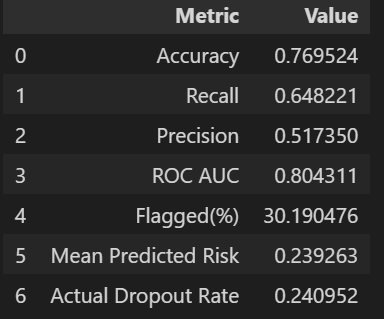 Metric Value
0 Accuracy 0.769524
1 Recall 0.648221
2 Precision 0.517350
3 ROC AUC 0.804311
4 Flagged(%) 30.190476
5 Mean Predicted Risk 0.239263
6 Actual Dropout Rate 0.240952